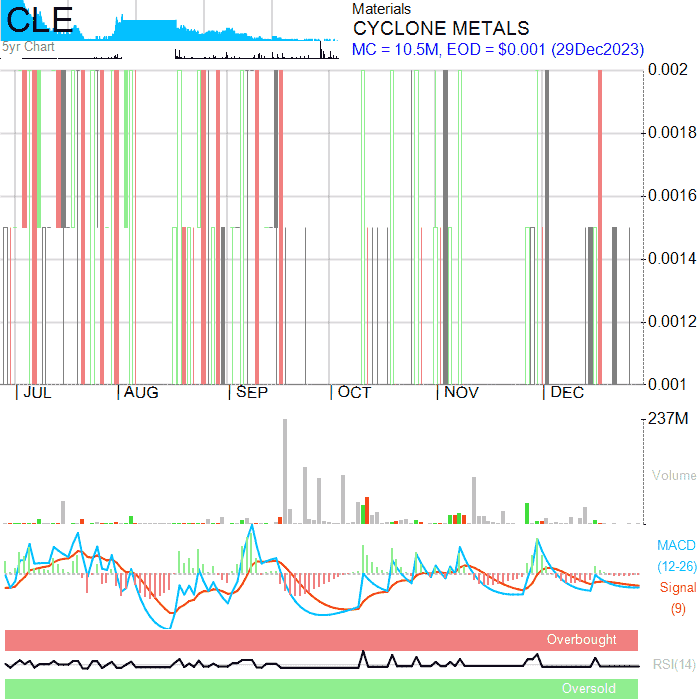 CLE
5yr Chart
Materials
CYCLONE METALS
MC = 10.5M, EOD = $0.001 (29Dec2023)
0.002
0.0018
0.0016
0.0014
0.0012
0.001
JUL AUG SEP OCT NOV DEC
237M
Volume
MACD
(12-26)
Signal
(9)
Overbought
RSI(14)
Oversold